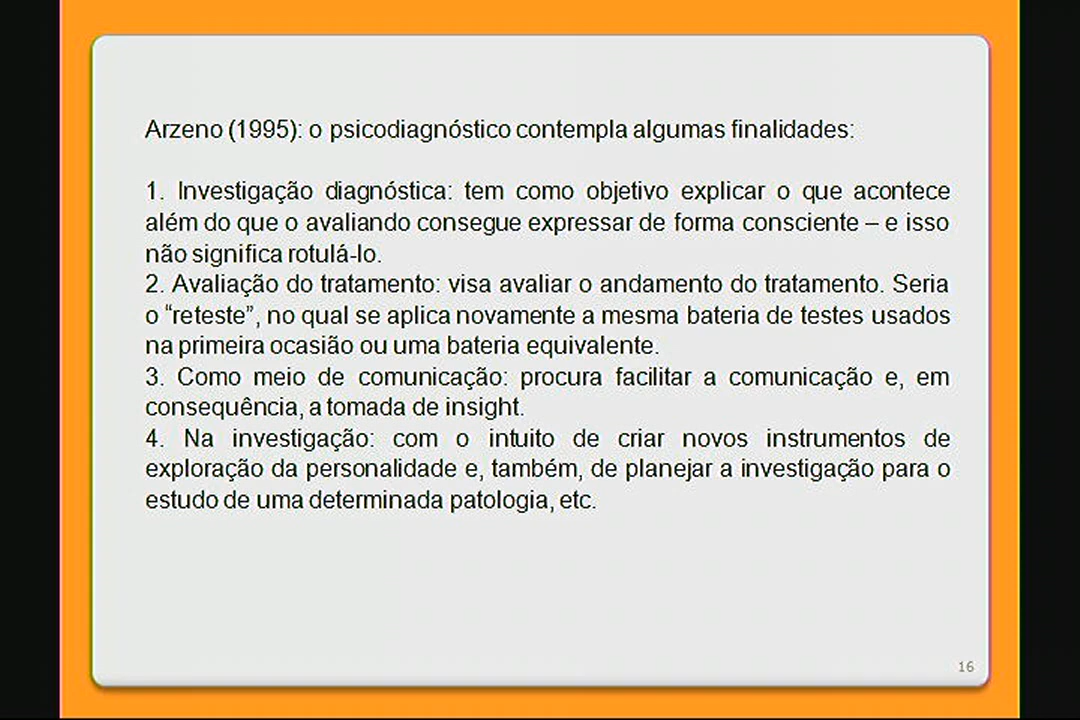 Arzeno (1995): o psicodiagnóstico contempla algumas finalidades:
1. Investigação diagnóstica: tem como objetivo explicar o que acontece
além do que o avaliando consegue expressar de forma consciente – e isso
não significa rotulá-lo.
2. Avaliação do tratamento: visa avaliar o andamento do tratamento. Seria
o “reteste”, no qual se aplica novamente a mesma bateria de testes usados
na primeira ocasião ou uma bateria equivalente.
3. Como meio de comunicação: procura facilitar a comunicação e, em
consequência, a tomada de insight.
4. Na investigação: com o intuito de criar novos instrumentos de
exploração da personalidade e, também, de planejar a investigação para o
estudo de uma determinada patologia, etc.
16